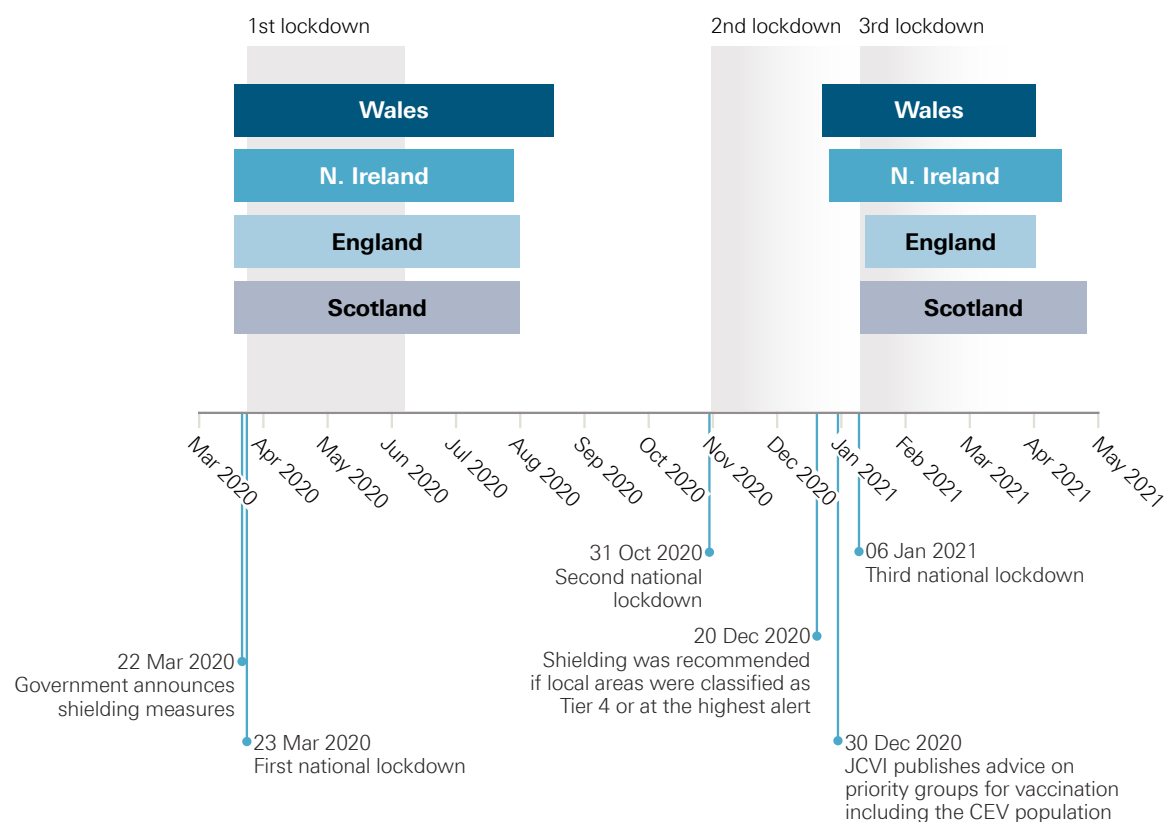 1st lockdown
2nd lockdown
3rd lockdown
Wales
Wales
N. Ireland
N. Ireland
England
England
Scotland
Scotland
Mar 2020
Apr 2020
May 2020
Jun 2020
Jul 2020
Aug 2020
Sep 2020
Oct 2020
Nov 2020
Dec 2020
Jan 2021
Feb 2021
Mar 2021
Apr 2021
May 2021
31 Oct 2020
Second national
lockdown
06 Jan 2021
Third national lockdown
20 Dec 2020
Shielding was recommended
if local areas were classified as
Tier 4 or at the highest alert
22 Mar 2020
Government announces
shielding measures
23 Mar 2020
First national lockdown
30 Dec 2020
JCVI publishes advice on
priority groups for vaccination
including the CEV population